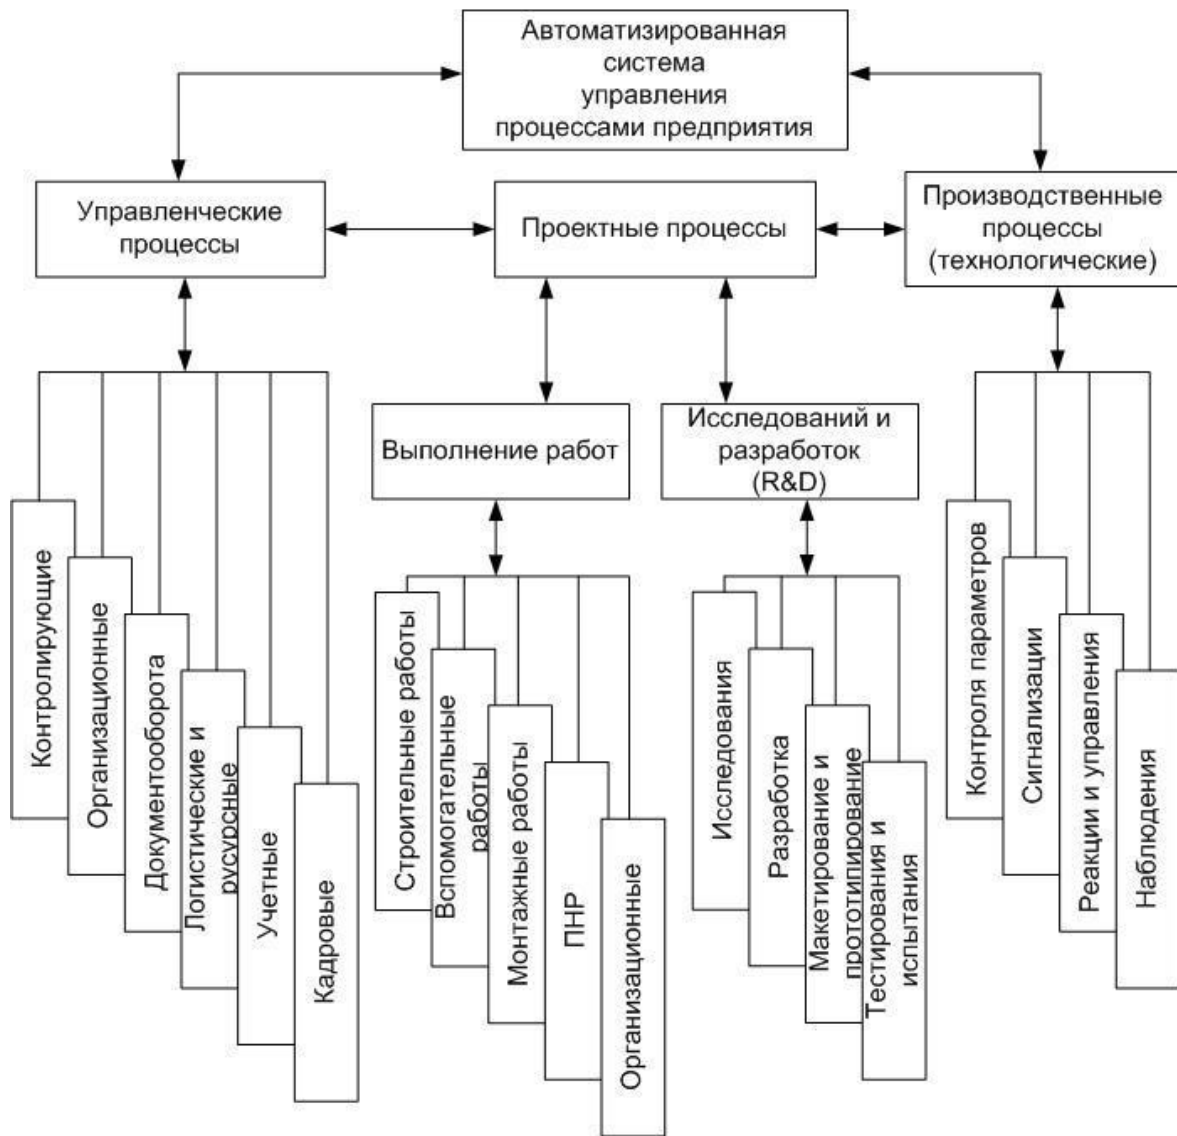 Автоматизированная
система
управления
процессами предприятия
Управленческие
процессы
Проектные процессы
Производственные
процессы
(технологические)
Выполнение работ
Исследований и
разработок
(R&D)
Контролирующие
Организационные
Документооборота
Логистические и
русурсные
Учетные
Кадровые
Строительные работы
Вспомогательные
работы
Монтажные работы
ПНР
Организационные
Исследования
Разработка
Макетирование и
прототипирование
Тестирования и
испытания
Контроля параметров
Сигнализации
Реакции и управления
Наблюдения